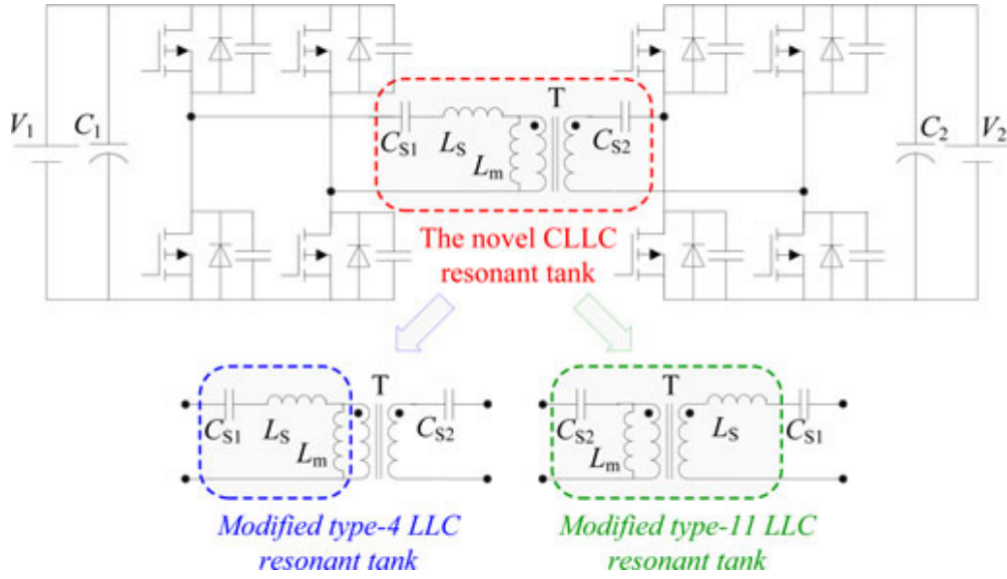 T
V1 C1 C2 V2
CS1 LS CS2
Lm
The novel CLLC
resonant tank
T T
CS1 LS CS2 CS2 LS CS1
Lm Lm
Modified type-4 LLC
resonant tank
Modified type-11 LLC
resonant tank